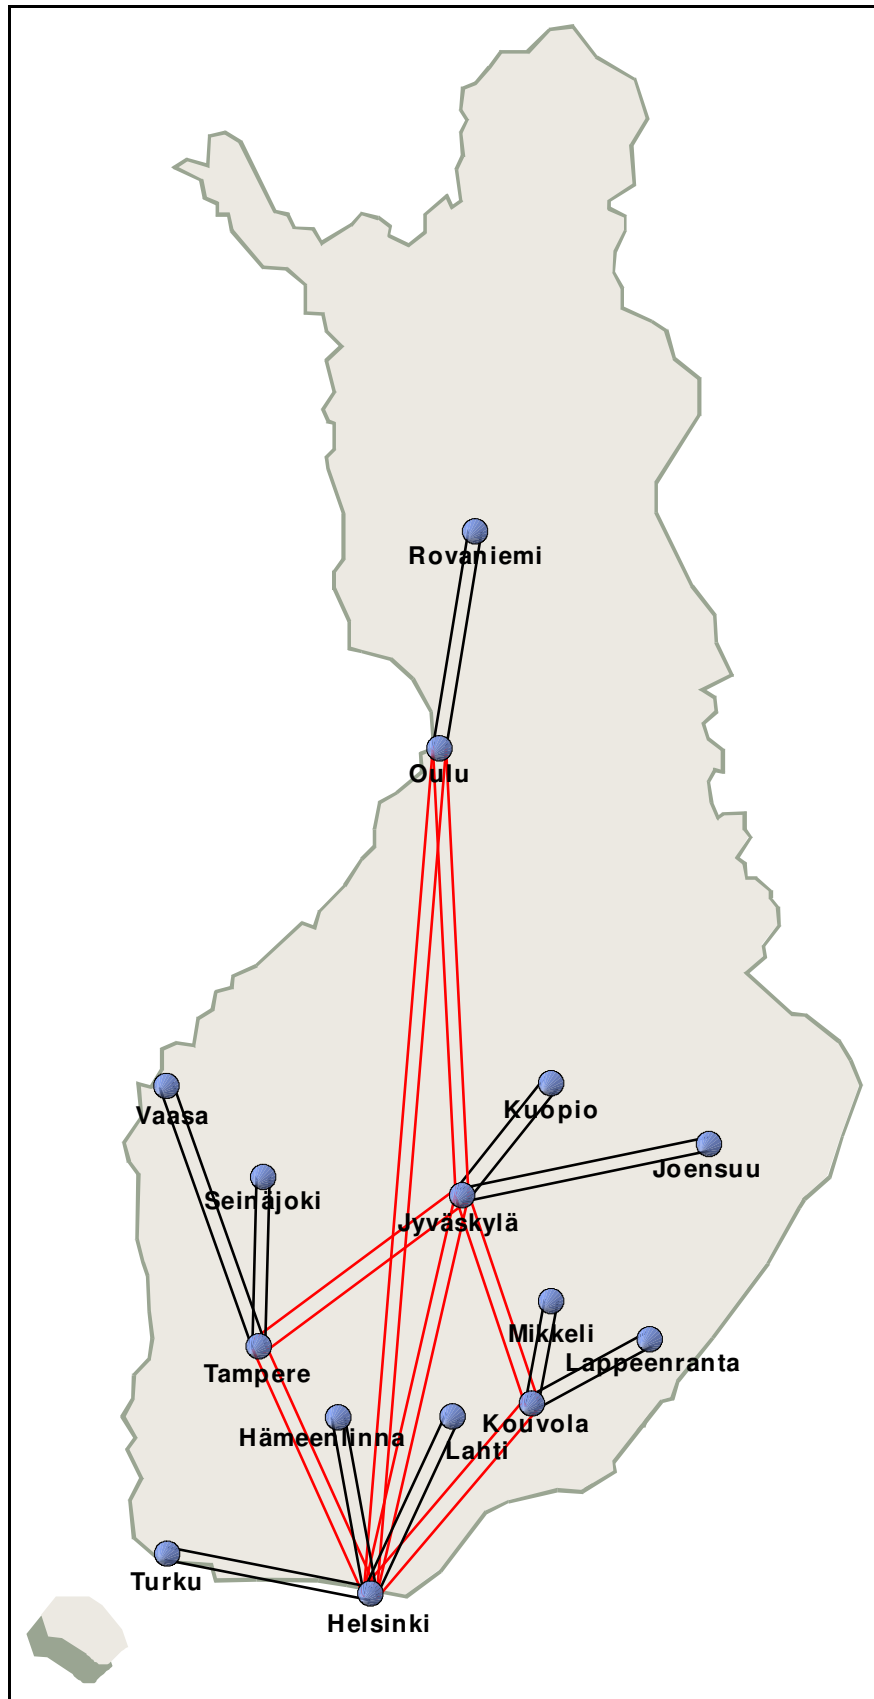 Rovaniemi
Oulu
Kuopio
Vaasa
Joensuu
Seinäjoki
Jyväskylä
Mikkeli
Lappeenranta
Tampere
Kouvola
Hämeenlinna
Lahti
Turku
Helsinki